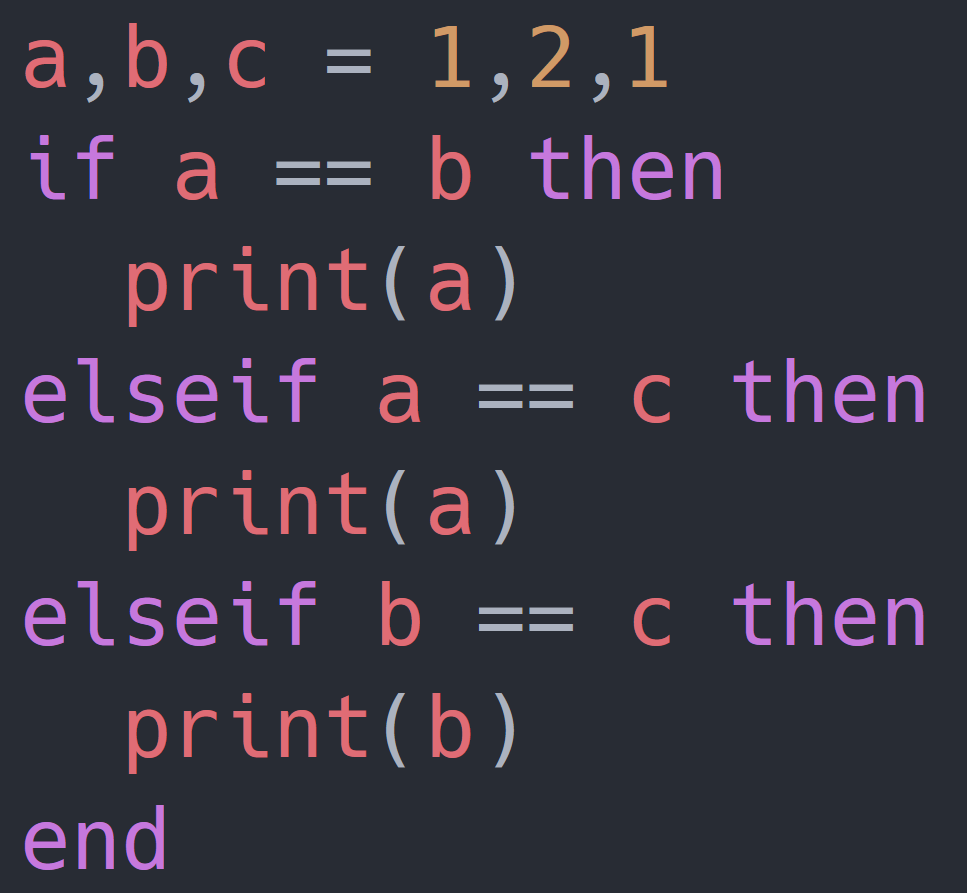 a,b,c = 1,2,1
if a == b then
  print(a)
elseif a == c then
  print(a)
elseif b == c then
  print(b)
end